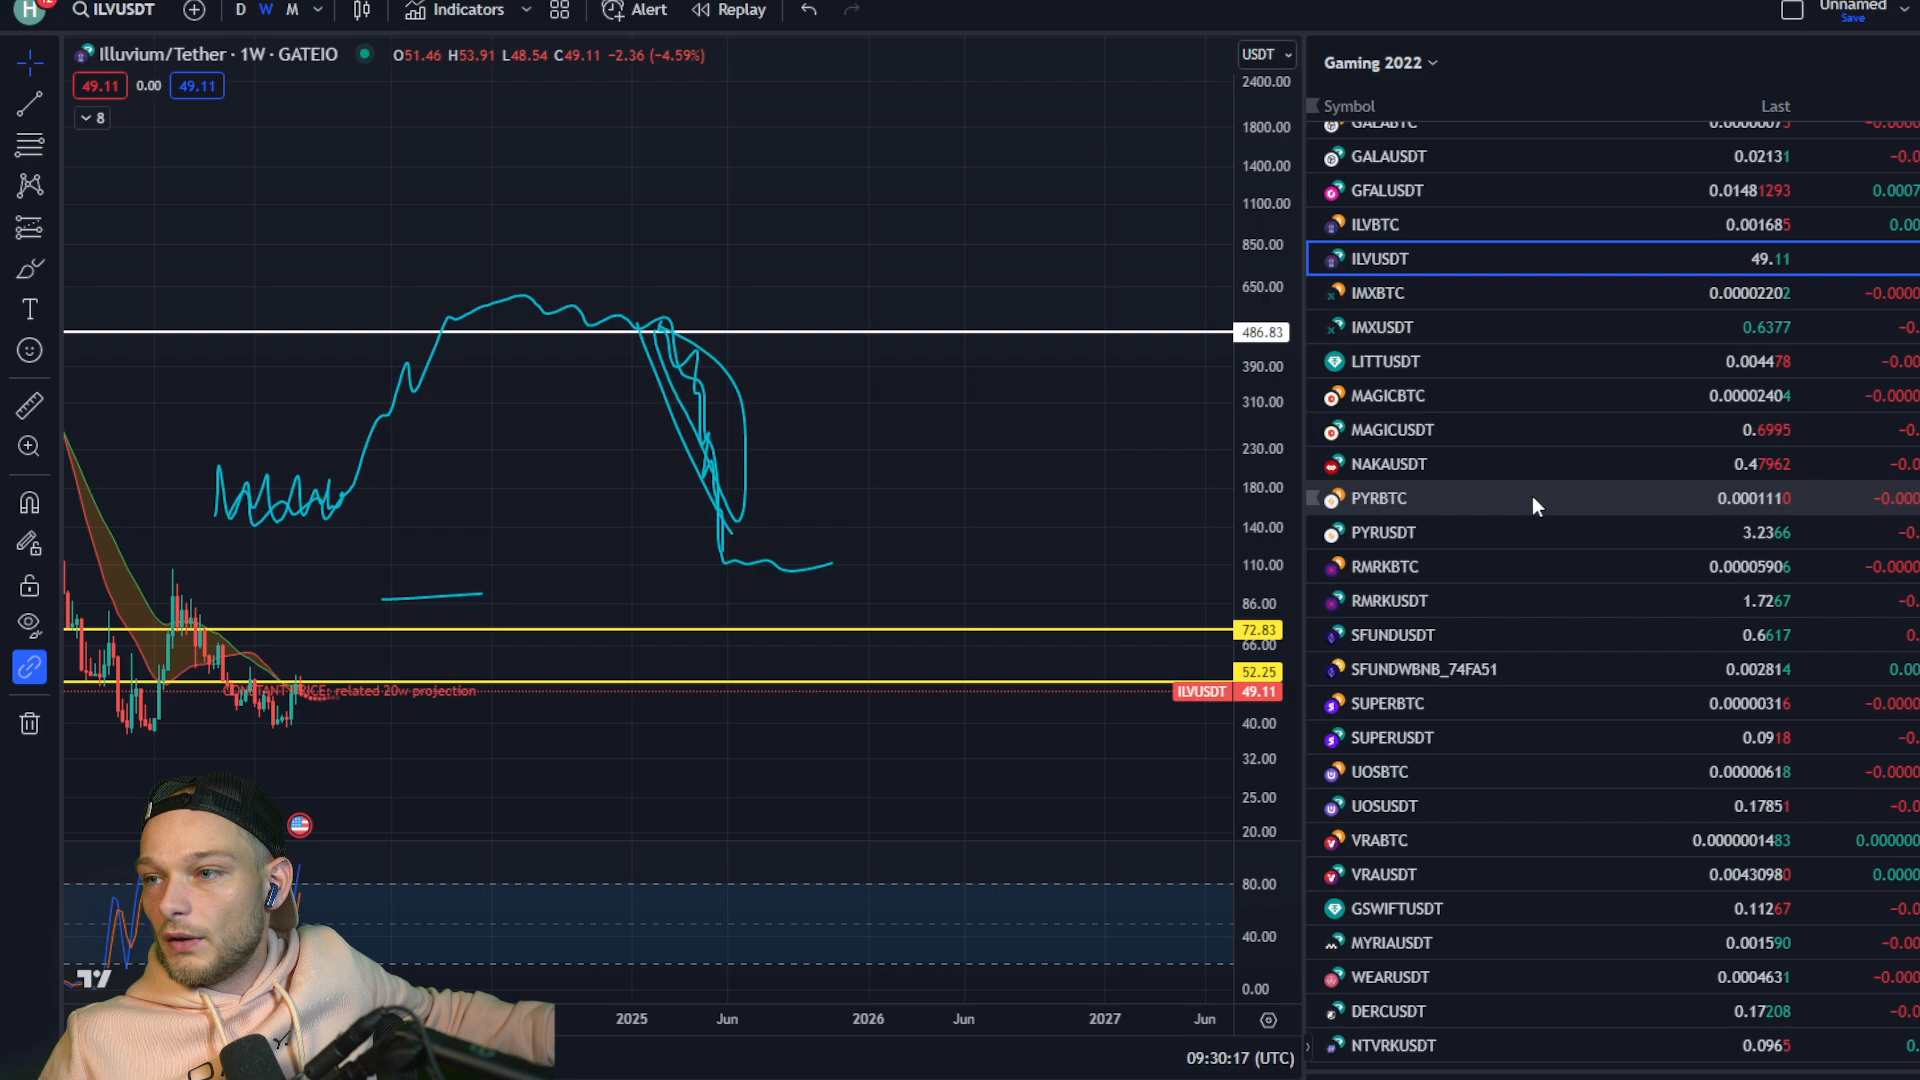 H
ILVUSDT
D W M
Indicators
Alert
Replay
Unnamed
Save
Illuvium/Tether · 1W · GATEIO
O51.46 H53.91 L48.54 C49.11 −2.36 (−4.59%)
49.11 0.00 49.11
8
USDT
2400.00
1800.00
1400.00
1100.00
850.00
650.00
486.83
390.00
310.00
230.00
180.00
140.00
110.00
86.00
72.83
66.00
52.25
ILVUSDT 49.11
40.00
32.00
25.00
20.00
80.00
40.00
0.00
related 20w projection
2025 Jun 2026 Jun 2027 Jun
09:30:17 (UTC)
Gaming 2022
Symbol Last
GALABTC 0.00000073
GALAUSDT 0.02131 −0.0
GFALUSDT 0.01481293 0.0007
ILVBTC 0.001685 0.00
ILVUSDT 49.11
IMXBTC 0.00002202 −0.0000
IMXUSDT 0.6377 −0.
LITTUSDT 0.004478 −0.00
MAGICBTC 0.00002404 −0.0000
MAGICUSDT 0.6995 −0.
NAKAUSDT 0.47962 −0.0
PYRBTC 0.0001110 −0.000
PYRUSDT 3.2366 −0.
RMRKBTC 0.00005906 −0.0000
RMRKUSDT 1.7267 −0.
SFUNDUSDT 0.6617 0.
SFUNDWBNB_74FA51 0.002814 0.00
SUPERBTC 0.00000316 −0.0000
SUPERUSDT 0.0918 −0.
UOSBTC 0.00000618 −0.0000
UOSUSDT 0.17851 −0.0
VRABTC 0.0000001483 0.000000
VRAUSDT 0.00430980 0.0000
GSWIFTUSDT 0.11267 −0.0
MYRIAUSDT 0.001590 −0.00
WEARUSDT 0.0004631 −0.000
DERCUSDT 0.17208 −0.0
NTVRKUSDT 0.0965 0.